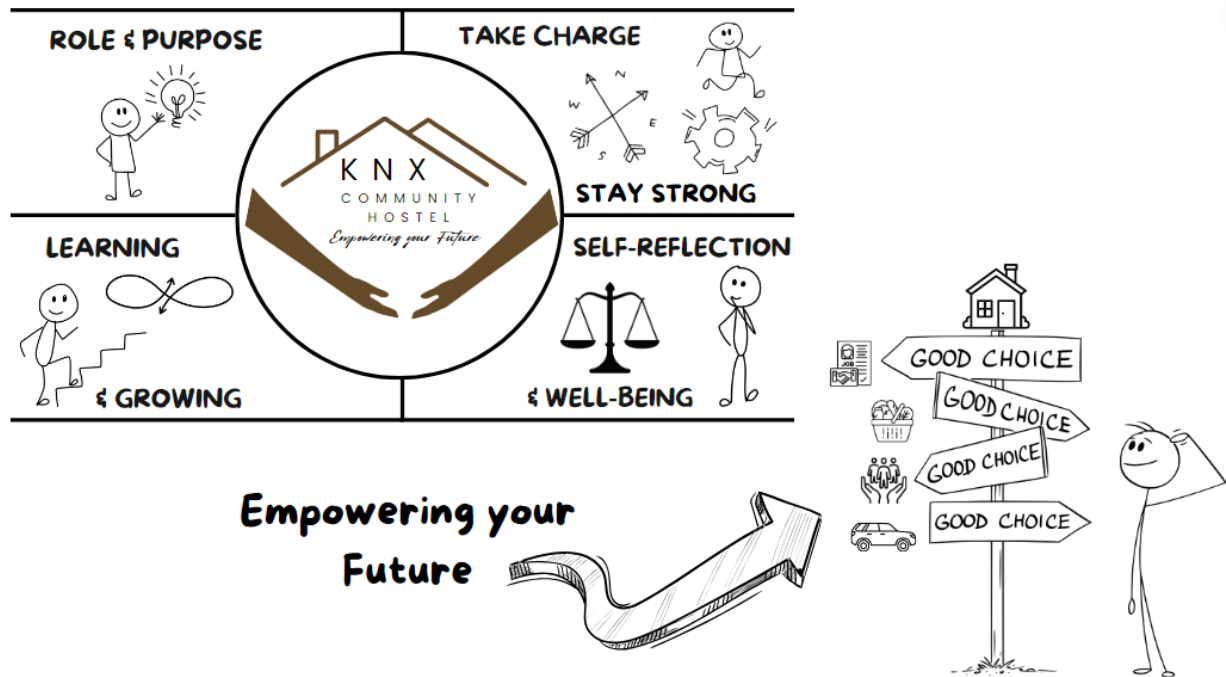 ROLE & PURPOSE
TAKE CHARGE
N
W
E
S
STAY STRONG
KNX
COMMUNITY
HOSTEL
Empowering your Future
LEARNING
& GROWING
SELF-REFLECTION
& WELL-BEING
JOB
GOOD CHOICE
GOOD CHOICE
GOOD CHOICE
GOOD CHOICE
Empowering your
Future